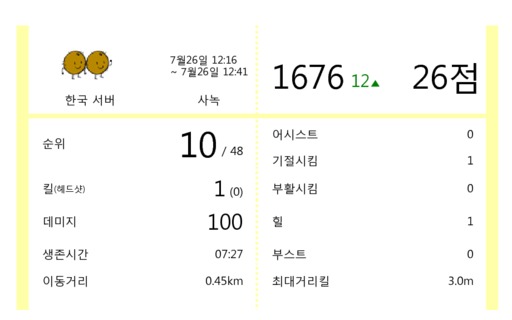 7월26일 12:16
~ 7월26일 12:41
한국 서버
사녹
1676 12▲
26점
순위 10 / 48
킬(헤드샷) 1 (0)
데미지 100
생존시간 07:27
이동거리 0.45km
어시스트 0
기절시킴 1
부활시킴 0
힐 1
부스트 0
최대거리킬 3.0m